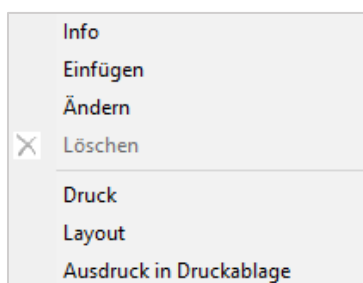 Info
Einfügen
Ändern
Löschen
Druck
Layout
Ausdruck in Druckablage